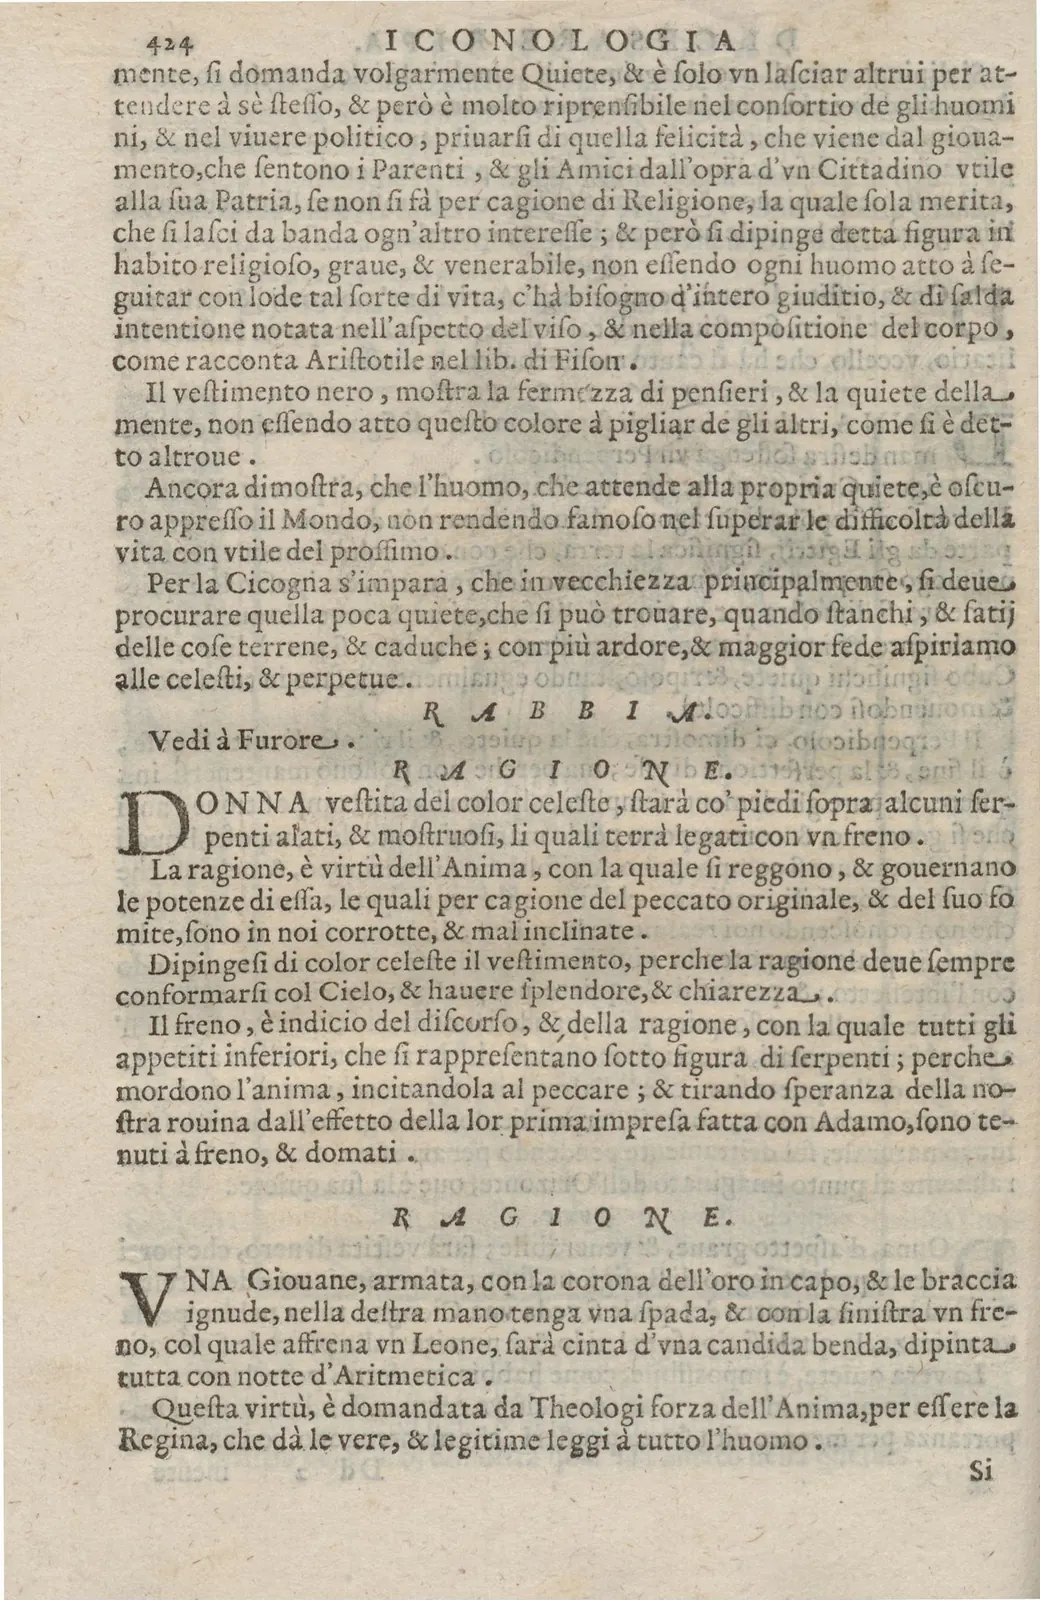 424 ICONOLOGIA
mente, ſi domanda volgarmente Quiete, & è ſolo vn laſciar altrui per at-
tendere à sè ſteſſo, & però è molto riprenſibile nel conſortio de gli huomi
ni, & nel viuere politico, priuarſi di quella felicità, che viene dal gioua-
mento, che ſentono i Parenti, & gli Amici dall'opra d'vn Cittadino vtile
alla ſua Patria, ſe non ſi fà per cagione di Religione, la quale ſola merita,
che ſi laſci da banda ogn'altro intereſſe; & però ſi dipinge detta figura in
habito religioſo, graue, & venerabile, non eſſendo ogni huomo atto à ſe-
guitar con lode tal ſorte di vita, c'hà biſogno d'intero giuditio, & di ſalda
intentione notata nell'aſpetto del viſo, & nella compoſitione del corpo,
come racconta Ariſtotile nel lib. di Fiſon.
Il veſtimento nero, moſtra la fermezza di penſieri, & la quiete della
mente, non eſſendo atto queſto colore à pigliar de gli altri, come ſi è det-
to altroue.
Ancora dimoſtra, che l'huomo, che attende alla propria quiete, è oſcu-
ro appreſſo il Mondo, non rendendo famoſo nel ſuperar le difficoltà della
vita con vtile del proſſimo.
Per la Cicogna s'impara, che in vecchiezza principalmente, ſi deue
procurare quella poca quiete, che ſi può trouare, quando ſtanchi, & ſatij
delle coſe terrene, & caduche; con più ardore, & maggior fede aſpiriamo
alle celeſti, & perpetue.
RABBIA.
Vedi à Furore.
RAGIONE.
DONNA veſtita del color celeſte, ſtarà co' piedi ſopra alcuni ſer-
penti alati, & moſtruoſi, li quali terrà legati con vn freno.
La ragione, è virtù dell'Anima, con la quale ſi reggono, & gouernano
le potenze di eſſa, le quali per cagione del peccato originale, & del ſuo fo
mite, ſono in noi corrotte, & mal inclinate.
Dipingeſi di color celeſte il veſtimento, perche la ragione deue ſempre
conformarſi col Cielo, & hauere ſplendore, & chiarezza.
Il freno, è indicio del diſcorſo, & della ragione, con la quale tutti gli
appetiti inferiori, che ſi rappreſentano ſotto figura di ſerpenti; perche
mordono l'anima, incitandola al peccare; & tirando ſperanza della no-
ſtra rouina dall'effetto della lor prima impreſa fatta con Adamo, ſono te-
nuti à freno, & domati.
RAGIONE.
VNA Giouane, armata, con la corona dell'oro in capo, & le braccia
ignude, nella deſtra mano tenga vna ſpada, & con la ſiniſtra vn fre-
no, col quale affrena vn Leone, ſarà cinta d'vna candida benda, dipinta
tutta con notte d'Aritmetica.
Queſta virtù, è domandata da Theologi forza dell'Anima, per eſſere la
Regina, che dà le vere, & legitime leggi à tutto l'huomo.
Si